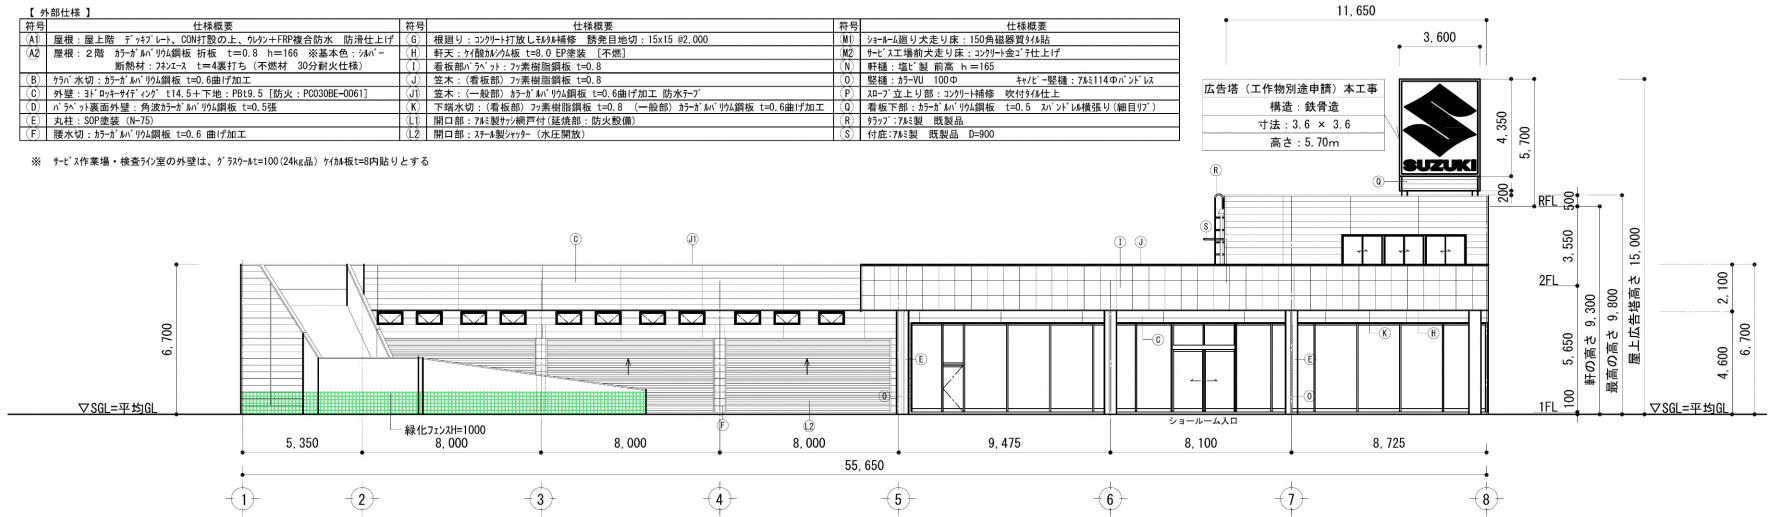 【 外部仕様 】
符号 仕様概要
A1 屋根：屋上階 デッキプレート、CON打設の上、ウレタン+FRP複合防水 防滑仕上げ
A2 屋根：２階 カラーガルバリウム鋼板 折板 t=0.8 h=166 ※基本色：シルバー
断熱材：フネンエース t=4裏打ち（不燃材 30分耐火仕様）
B ケラバ水切：カラーガルバリウム鋼板 t=0.6曲げ加工
C 外壁：ヨドロッキーサイディング t14.5＋下地：PBt9.5［防火：PC030BE-0061］
D パラペット裏面外壁：角波カラーガルバリウム鋼板 t=0.5張
E 丸柱：SOP塗装（N-75）
F 腰水切：カラーガルバリウム鋼板 t=0.6 曲げ加工
符号 仕様概要
G 根廻り：コンクリート打放しモルタル補修 誘発目地切：15x15 @2,000
H 軒天：ケイ酸カルシウム板 t=8.0 EP塗装 ［不燃］
I 看板部パラペット：フッ素樹脂鋼板 t=0.8
J 笠木：（看板部）フッ素樹脂鋼板 t=0.8
J1 笠木：（一般部）カラーガルバリウム鋼板 t=0.6曲げ加工 防水テープ
K 下端水切：（看板部）フッ素樹脂鋼板 t=0.8 （一般部）カラーガルバリウム鋼板 t=0.6曲げ加工
L1 開口部：アルミ製サッシ網戸付(延焼部：防火設備)
L2 開口部：スチール製シャッター（水圧開放）
符号 仕様概要
M1 ショールーム廻り犬走り床：150角磁器質タイル貼
M2 サービス工場前犬走り床：コンクリート金ゴテ仕上げ
N 軒樋：塩ビ製 前高 h=165
O 竪樋：カラーVU 100Φ キャノピー竪樋：アルミ114Φバンドレス
P スロープ立上り部：コンクリート補修 吹付タイル仕上
Q 看板下部：カラーガルバリウム鋼板 t=0.5 スパンドレル横張り(細目リブ)
R タラップ：アルミ製 既製品
S 付庇：アルミ製 既製品 D=900
※ サービス作業場・検査ライン室の外壁は、グラスウールt=100(24kg品) ケイカル板t=8内貼りとする
11,650
3,600
広告塔（工作物別途申請）本工事
構造：鉄骨造
寸法：3.6 × 3.6
高さ：5.70m
SUZUKI
4,350
5,700
200
Q
R
S
RFL
500
3,550
2FL
5,650
100
1FL
軒の高さ 9,300
最高の高さ 9,800
屋上広告塔高さ 15,000
2,100
4,600
6,700
▽SGL=平均GL
6,700
▽SGL=平均GL
C
J1
I
J
C
K
H
E
E
O
O
F
L2
緑化フェンスH=1000
ショールーム入口
5,350
8,000
8,000
8,000
9,475
8,100
8,725
55,650
1
2
3
4
5
6
7
8